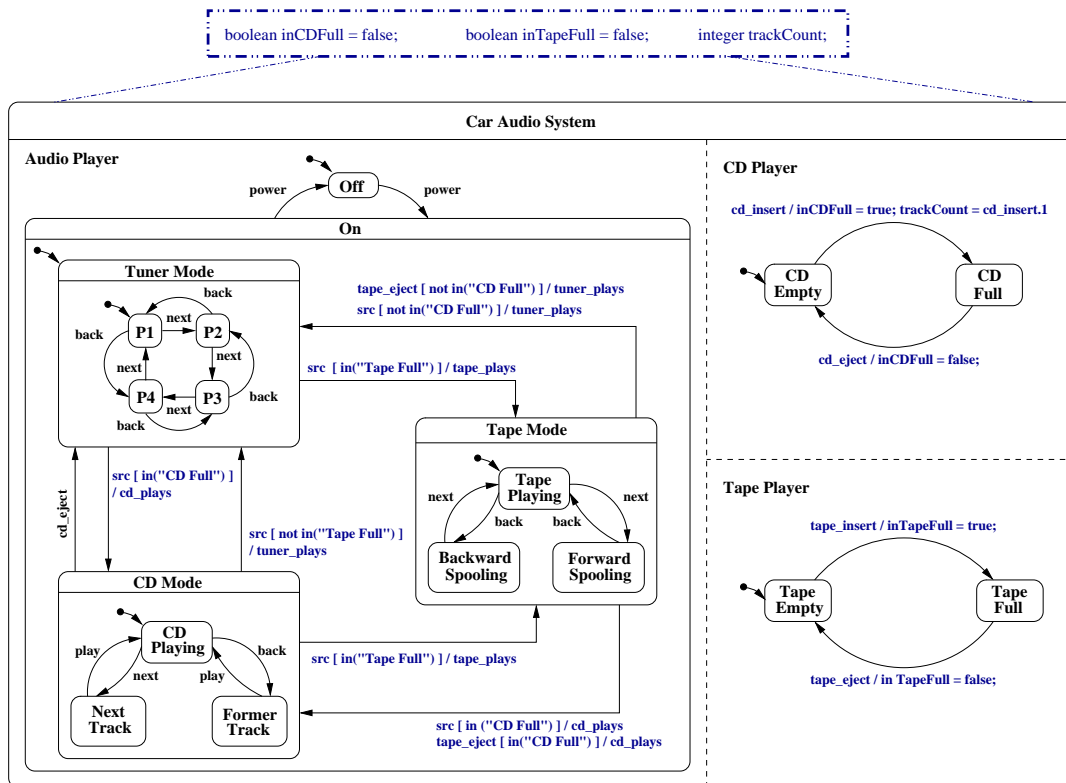 boolean inCDFull = false; boolean inTapeFull = false; integer trackCount;
Car Audio System
Audio Player
CD Player
Off
power
power
cd_insert / inCDFull = true; trackCount = cd_insert.1
On
Tuner Mode
CD
Empty
CD
Full
back
P1
next
P2
back
next
next
P4
next
P3
back
back
tape_eject [ not in("CD Full") ] / tuner_plays
src [ not in("CD Full") ] / tuner_plays
cd_eject / inCDFull = false;
src [ in("Tape Full") ] / tape_plays
Tape Mode
Tape
Playing
next
next
back
back
Backward
Spooling
Forward
Spooling
Tape Player
cd_eject
src [ in("CD Full") ]
/ cd_plays
src [ not in("Tape Full") ]
/ tuner_plays
tape_insert / inTapeFull = true;
Tape
Empty
Tape
Full
tape_eject / in TapeFull = false;
CD Mode
CD
Playing
play
back
next
play
Next
Track
Former
Track
src [ in("Tape Full") ] / tape_plays
src [ in ("CD Full") ] / cd_plays
tape_eject [ in("CD Full") ] / cd_plays